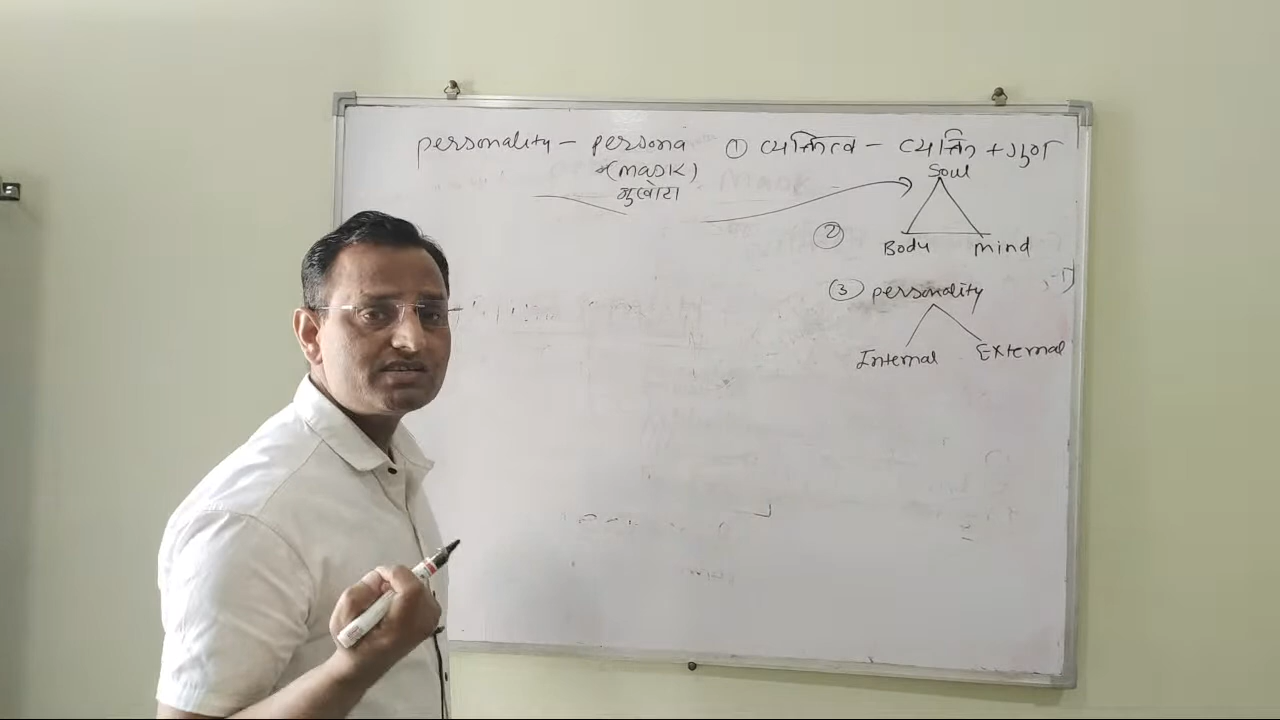 personality – persona ① व्यक्तित्व – व्यक्ति + गुण
(mask)
मुखोटा
Soul
②
Body mind
③ personality
Internal External